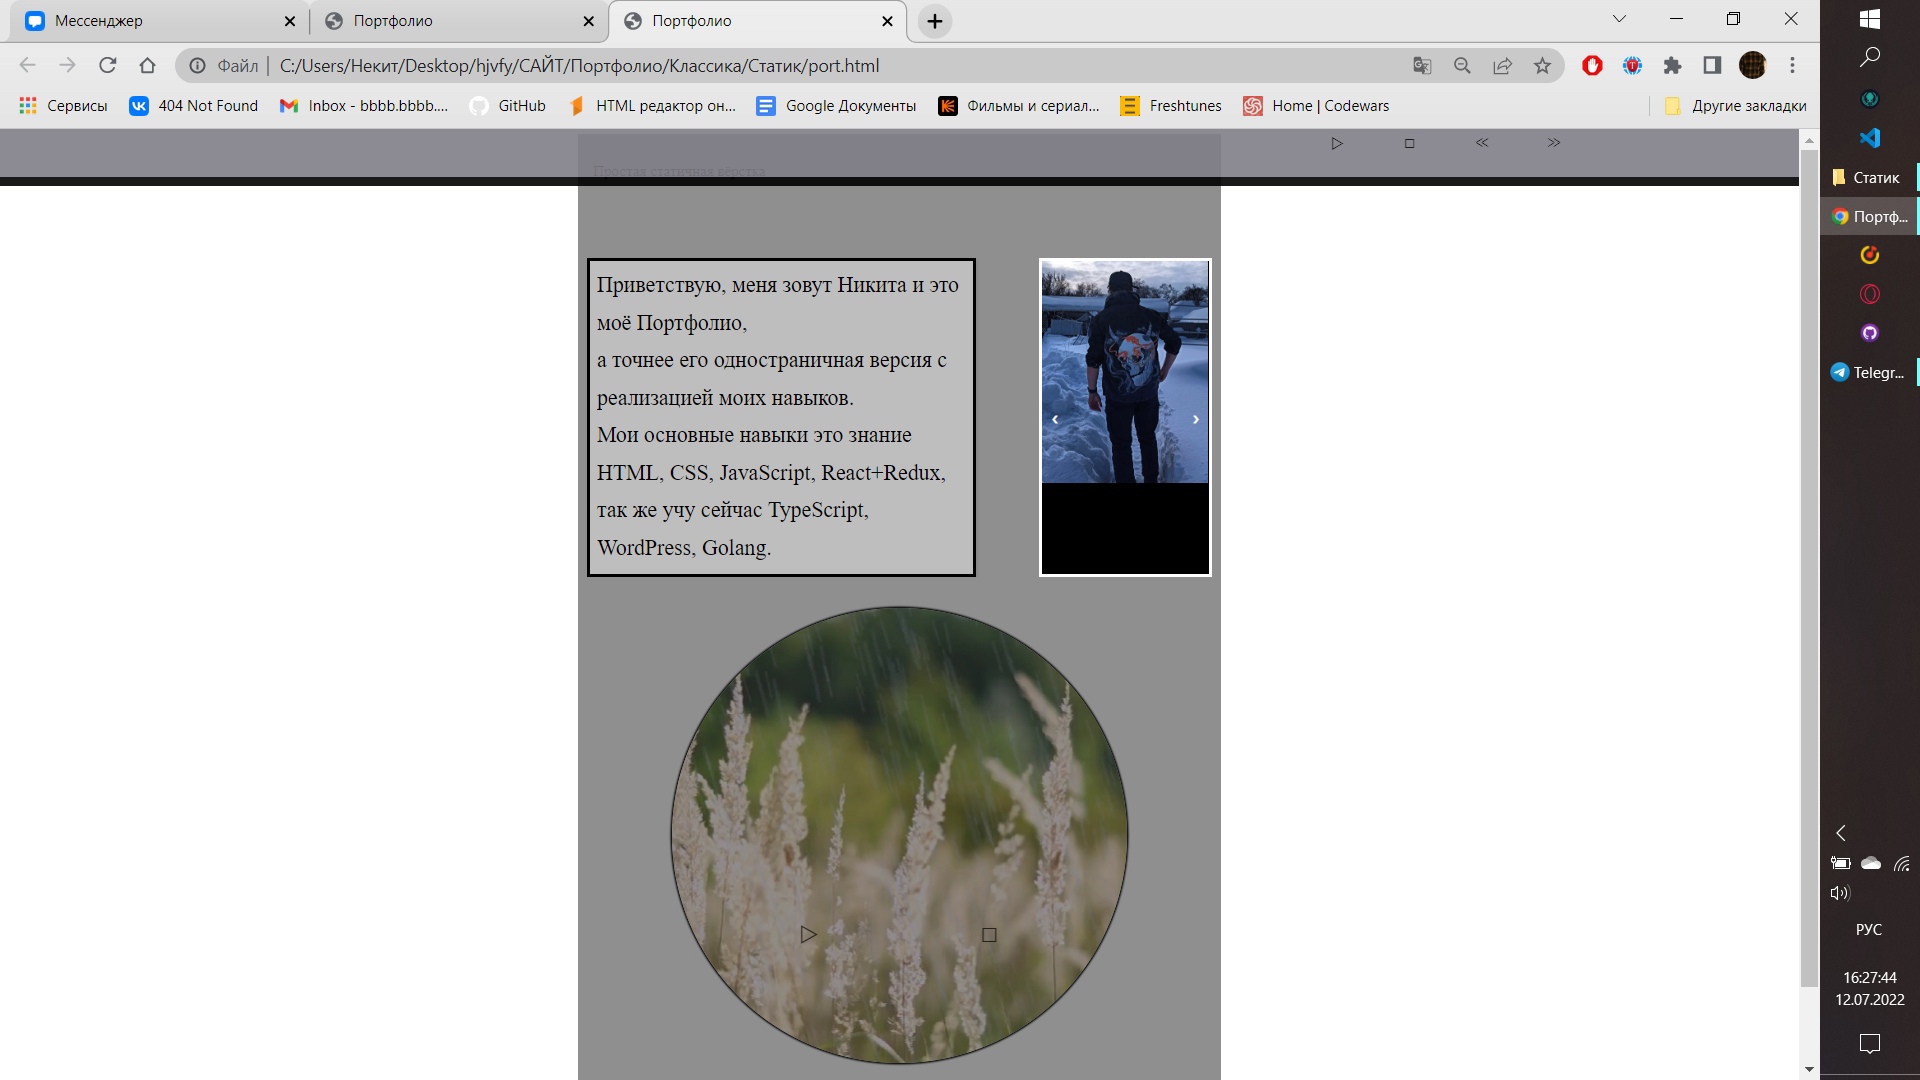 Мессенджер
Портфолио
Портфолио
Файл
C:/Users/Некит/Desktop/hjvfy/САЙТ/Портфолио/Классика/Статик/port.html
Сервисы
404 Not Found
Inbox - bbbb.bbbb....
GitHub
HTML редактор он...
Google Документы
Фильмы и сериал...
Freshtunes
Home | Codewars
Другие закладки
Простая статичная вёрстка
Приветствую, меня зовут Никита и это
моё Портфолио,
а точнее его одностраничная версия с
реализацией моих навыков.
Мои основные навыки это знание
HTML, CSS, JavaScript, React+Redux,
так же учу сейчас TypeScript,
WordPress, Golang.
Статик
Портф...
Telegr...
РУС
16:27:44
12.07.2022